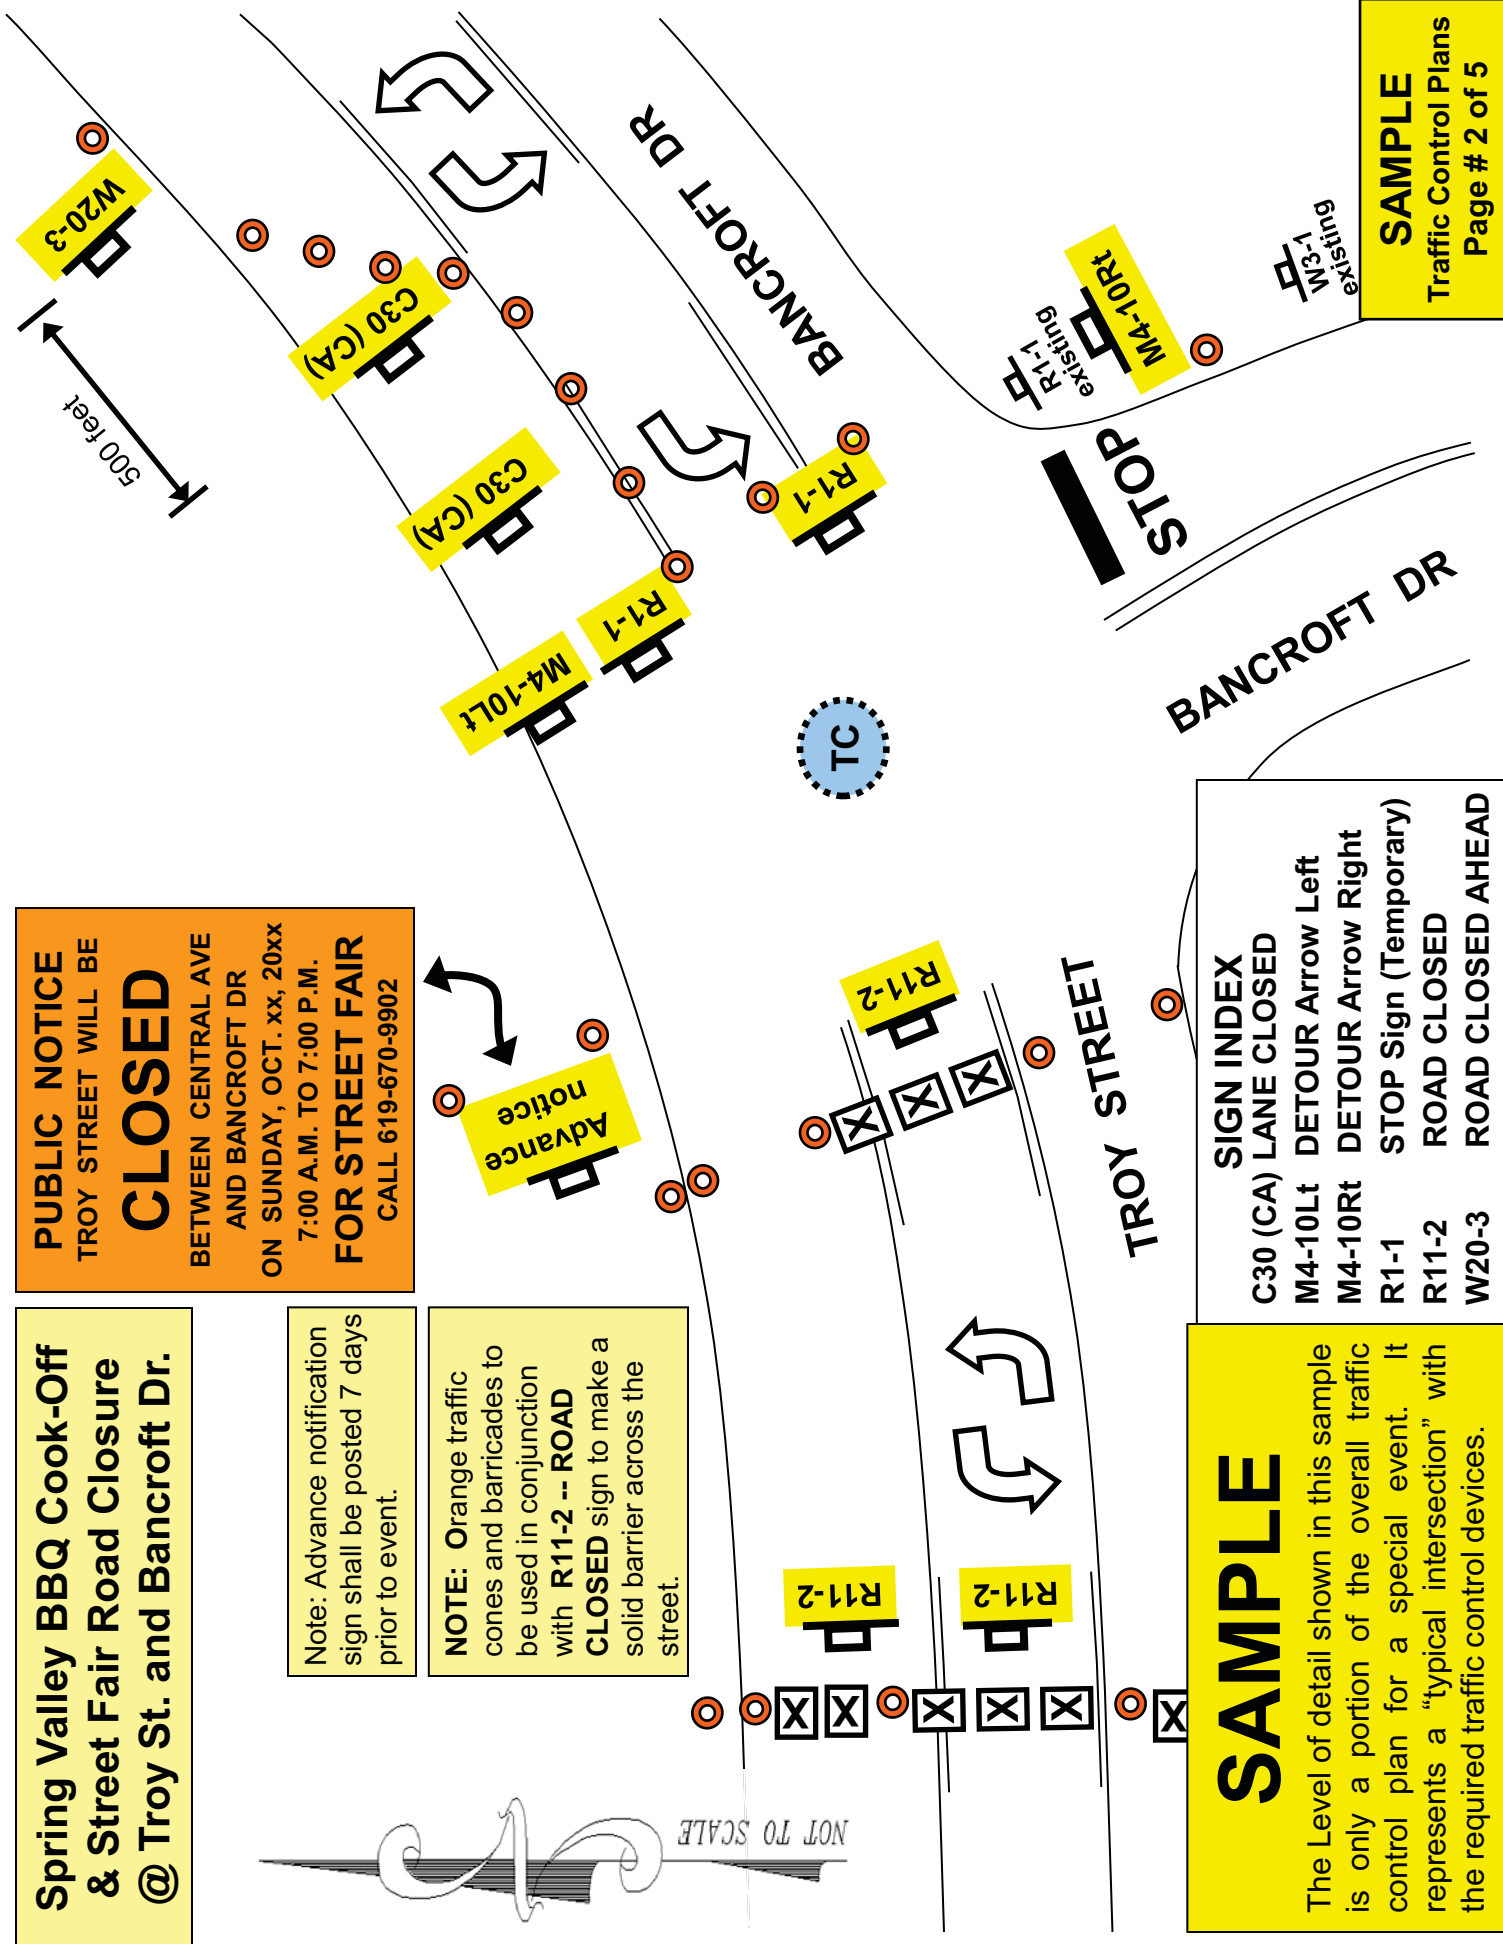 Spring Valley BBQ Cook-Off
& Street Fair Road Closure
@ Troy St. and Bancroft Dr.
PUBLIC NOTICE
TROY STREET WILL BE
CLOSED
BETWEEN CENTRAL AVE
AND BANCROFT DR
ON SUNDAY, OCT. xx, 20xx
7:00 A.M. TO 7:00 P.M.
FOR STREET FAIR
CALL 619-670-9902
Note: Advance notification
sign shall be posted 7 days
prior to event.
NOTE: Orange traffic
cones and barricades to
be used in conjunction
with R11-2 -- ROAD
CLOSED sign to make a
solid barrier across the
street.
500 feet
W20-3
C30 (CA)
C30 (CA)
M4-10Lt
R1-1
R1-1
Advance
notice
BANCROFT DR
TC
R11-2
R11-2
R11-2
X
X
X
X
X
X
X
X
X
NOT TO SCALE
N
TROY STREET
STOP
BANCROFT DR
R1-1
existing
M4-10Rt
W3-1
existing
SAMPLE
The Level of detail shown in this sample
is only a portion of the overall traffic
control plan for a special event. It
represents a “typical intersection” with
the required traffic control devices.
SIGN INDEX
C30 (CA) LANE CLOSED
M4-10Lt DETOUR Arrow Left
M4-10Rt DETOUR Arrow Right
R1-1 STOP Sign (Temporary)
R11-2 ROAD CLOSED
W20-3 ROAD CLOSED AHEAD
SAMPLE
Traffic Control Plans
Page # 2 of 5